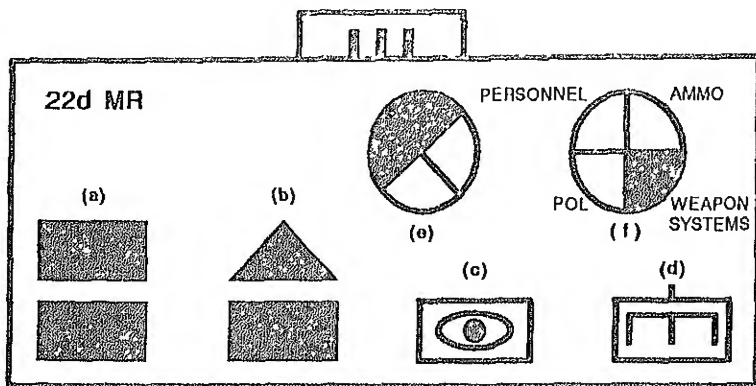 22d MR
PERSONNEL
AMMO
(a)
(b)
POL
WEAPON
SYSTEMS
(e)
(f)
(c)
(d)